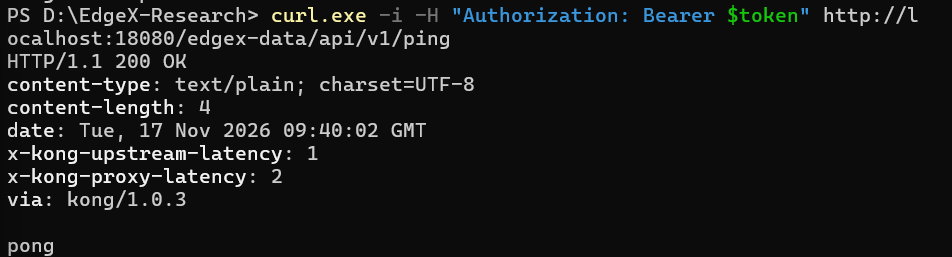 PS D:\EdgeX-Research> curl.exe -i -H "Authorization: Bearer $token" http://l
ocalhost:18080/edgex-data/api/v1/ping
HTTP/1.1 200 OK
content-type: text/plain; charset=UTF-8
content-length: 4
date: Tue, 17 Nov 2026 09:40:02 GMT
x-kong-upstream-latency: 1
x-kong-proxy-latency: 2
via: kong/1.0.3

pong